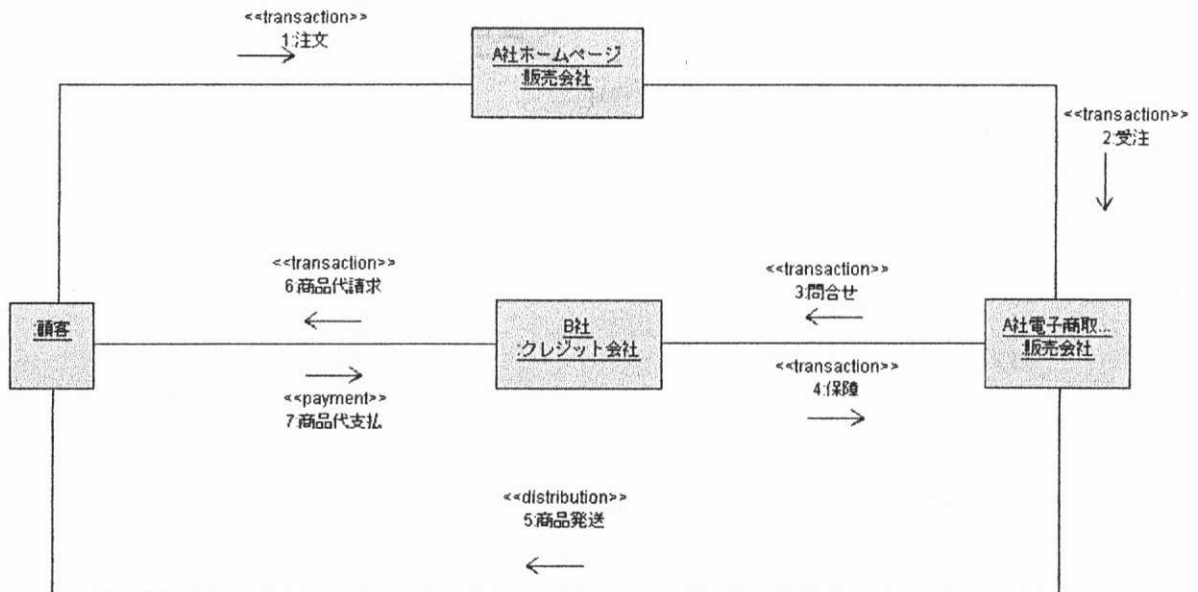 <<transaction>>
1:注文
A社ホームページ
:販売会社
<<transaction>>
2:受注
<<transaction>>
6:商品代請求
<<transaction>>
3:問合せ
:顧客
B社
:クレジット会社
A社電子商取...
:販売会社
<<payment>>
7:商品代支払
<<transaction>>
4:保障
<<distribution>>
5:商品発送